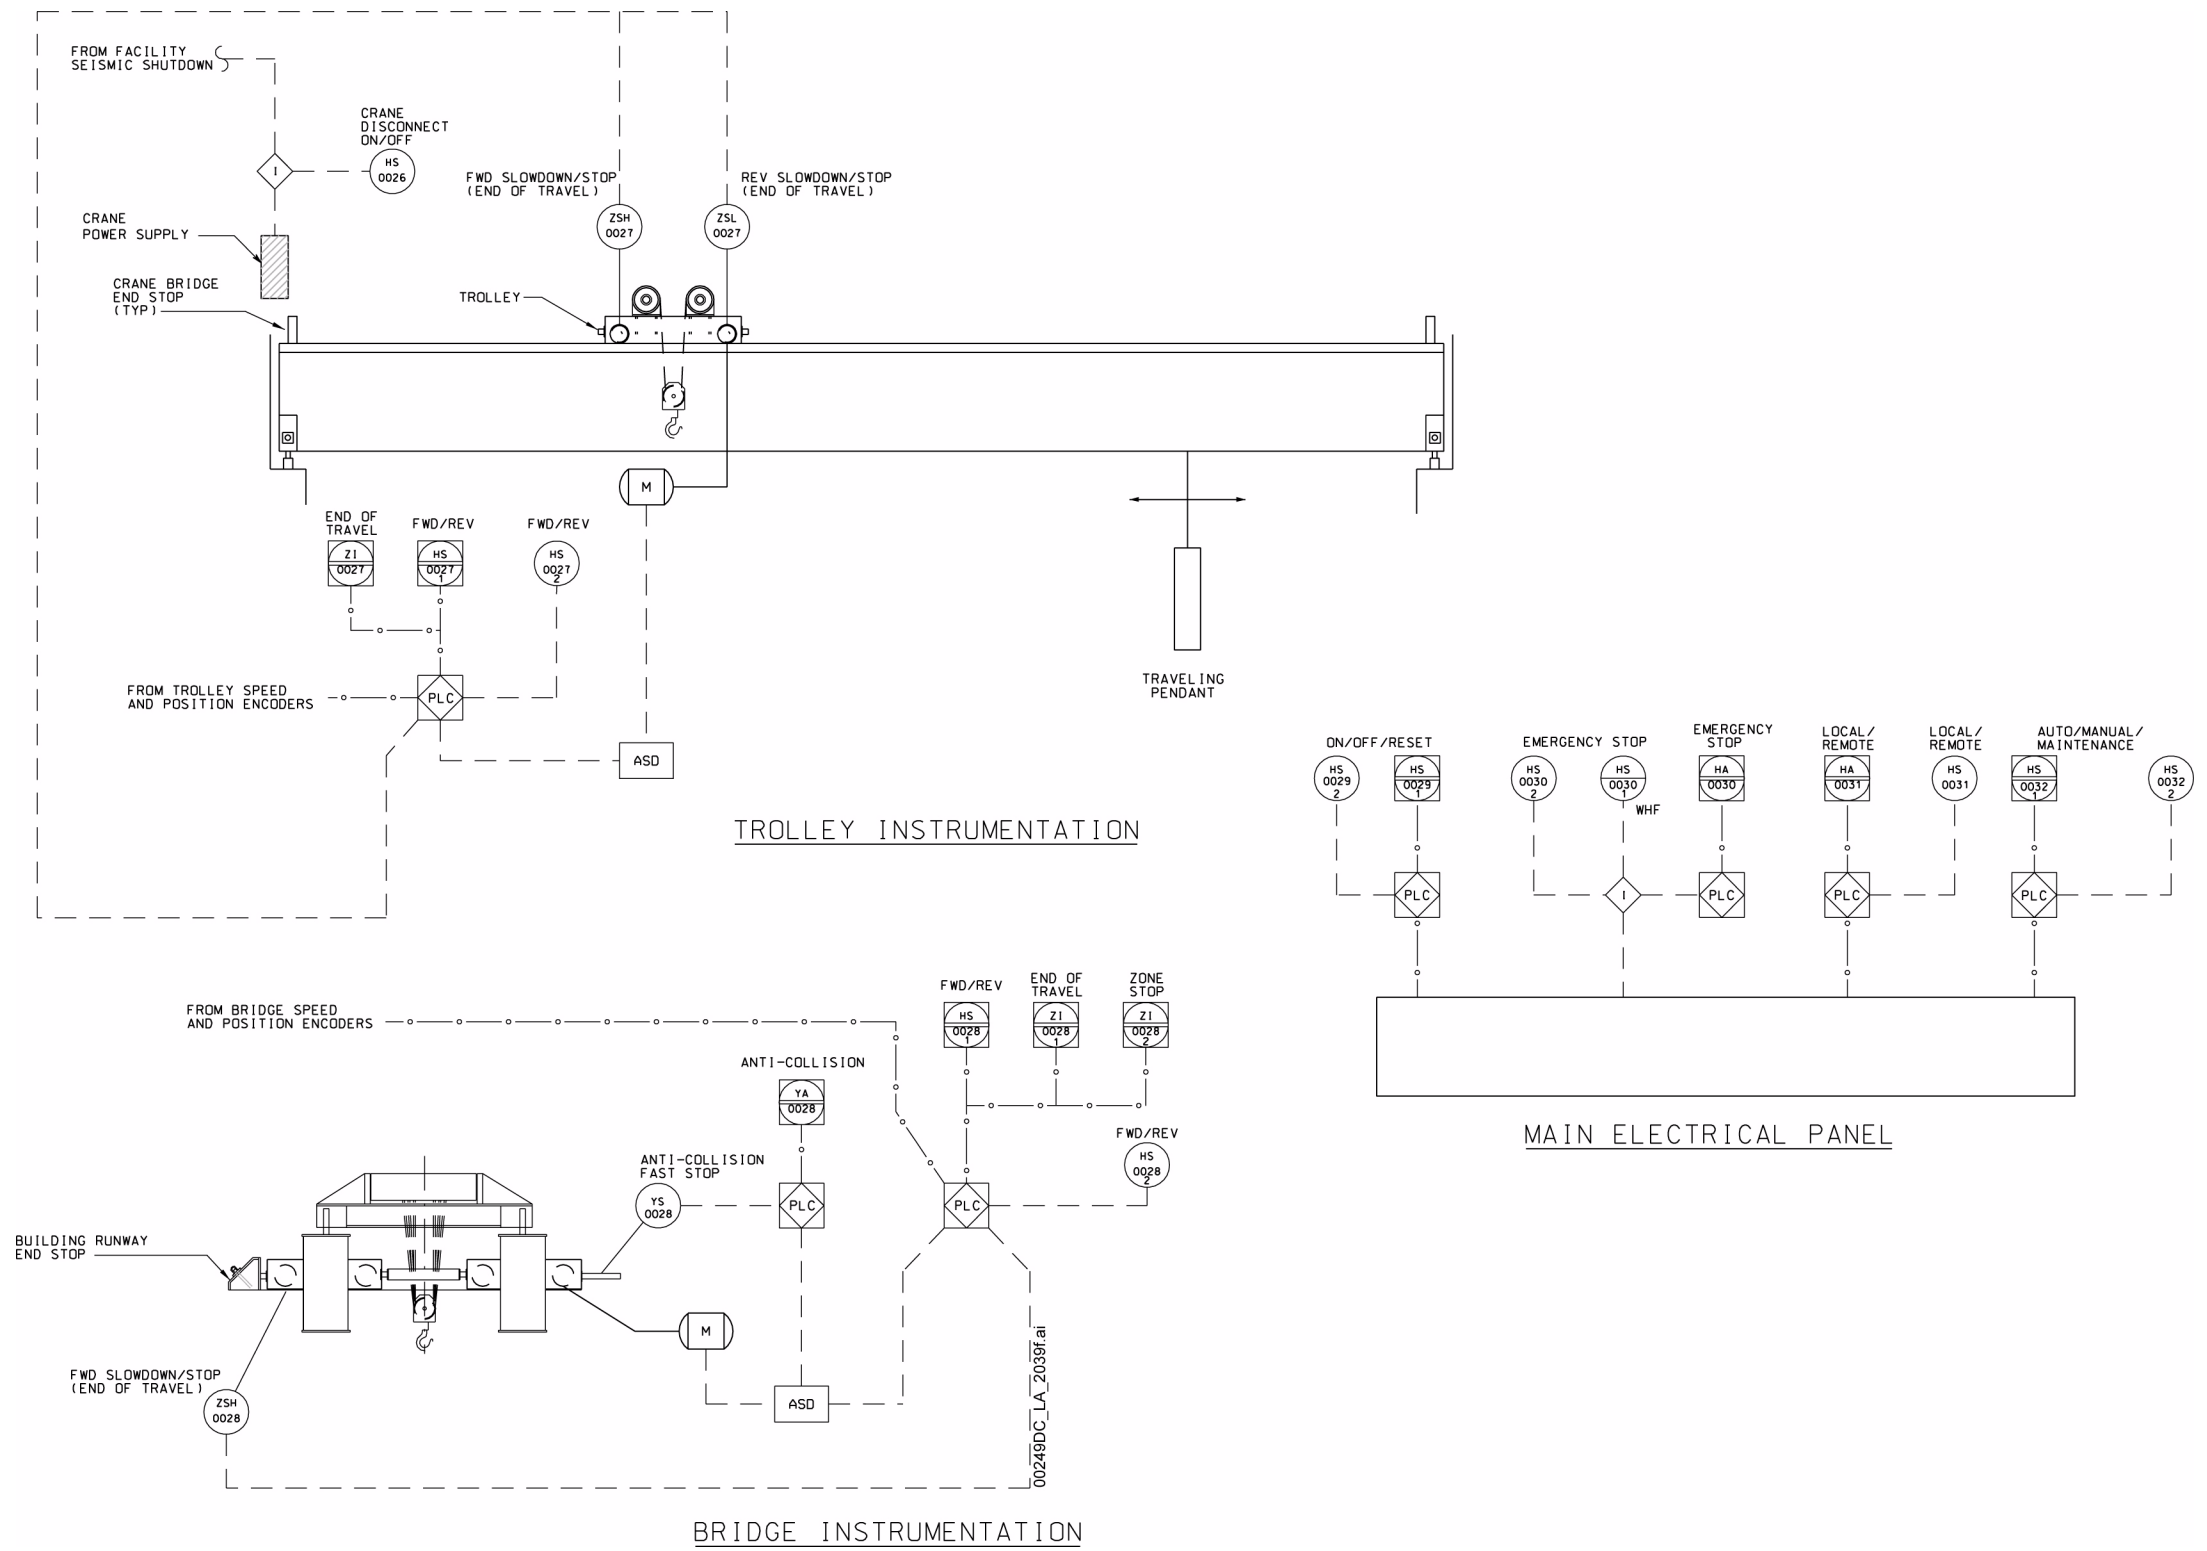 FROM FACILITY
SEISMIC SHUTDOWN
CRANE
DISCONNECT
ON/OFF
HS
0026
I
CRANE
POWER SUPPLY
CRANE BRIDGE
END STOP
(TYP)
FWD SLOWDOWN/STOP
(END OF TRAVEL)
ZSH
0027
REV SLOWDOWN/STOP
(END OF TRAVEL)
ZSL
0027
TROLLEY
M
END OF
TRAVEL
ZI
0027
FWD/REV
HS
0027
1
FWD/REV
HS
0027
2
FROM TROLLEY SPEED
AND POSITION ENCODERS
PLC
ASD
TRAVELING
PENDANT
TROLLEY INSTRUMENTATION
ON/OFF/RESET
HS
0029
2
HS
0029
1
EMERGENCY STOP
HS
0030
2
HS
0030
1
WHF
EMERGENCY
STOP
HA
0030
LOCAL/
REMOTE
HA
0031
LOCAL/
REMOTE
HS
0031
AUTO/MANUAL/
MAINTENANCE
HS
0032
1
HS
0032
2
PLC
I
PLC
PLC
PLC
MAIN ELECTRICAL PANEL
FROM BRIDGE SPEED
AND POSITION ENCODERS
FWD/REV
HS
0028
1
END OF
TRAVEL
ZI
0028
1
ZONE
STOP
ZI
0028
2
ANTI-COLLISION
YA
0028
FWD/REV
HS
0028
2
ANTI-COLLISION
FAST STOP
YS
0028
PLC
PLC
BUILDING RUNWAY
END STOP
M
FWD SLOWDOWN/STOP
(END OF TRAVEL)
ZSH
0028
ASD
00249DC_LA_2039f.ai
BRIDGE INSTRUMENTATION